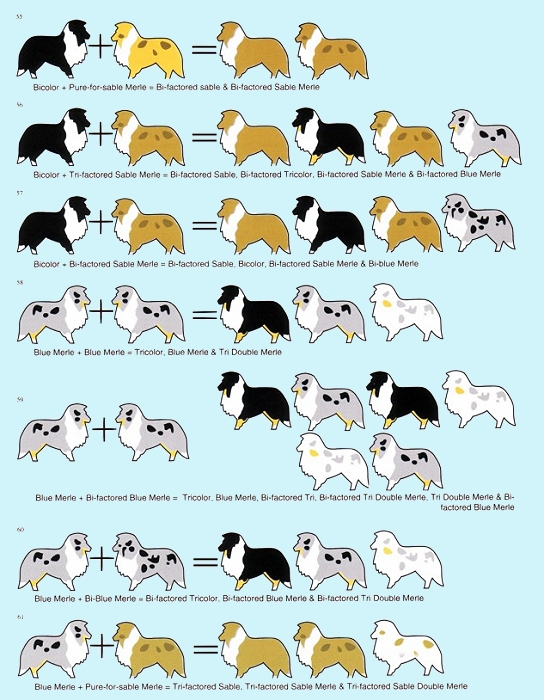 55
+ =
Bicolor + Pure-for-sable Merle = Bi-factored sable & Bi-factored Sable Merle
56
+ =
Bicolor + Tri-factored Sable Merle = Bi-factored Sable, Bi-factored Tricolor, Bi-factored Sable Merle & Bi-factored Blue Merle
57
+ =
Bicolor + Bi-factored Sable Merle = Bi-factored Sable, Bicolor, Bi-factored Sable Merle & Bi-blue Merle
58
+ =
Blue Merle + Blue Merle = Tricolor, Blue Merle & Tri Double Merle
59
+
Blue Merle + Bi-factored Blue Merle = Tricolor, Blue Merle, Bi-factored Tri, Bi-factored Tri Double Merle, Tri Double Merle & Bi-
factored Blue Merle
60
+ =
Blue Merle + Bi-Blue Merle = Bi-factored Tricolor, Bi-factored Blue Merle & Bi-factored Tri Double Merle
61
+ =
Blue Merle + Pure-for-sable Merle = Tri-factored Sable, Tri-factored Sable Merle & Tri-factored Sable Double Merle